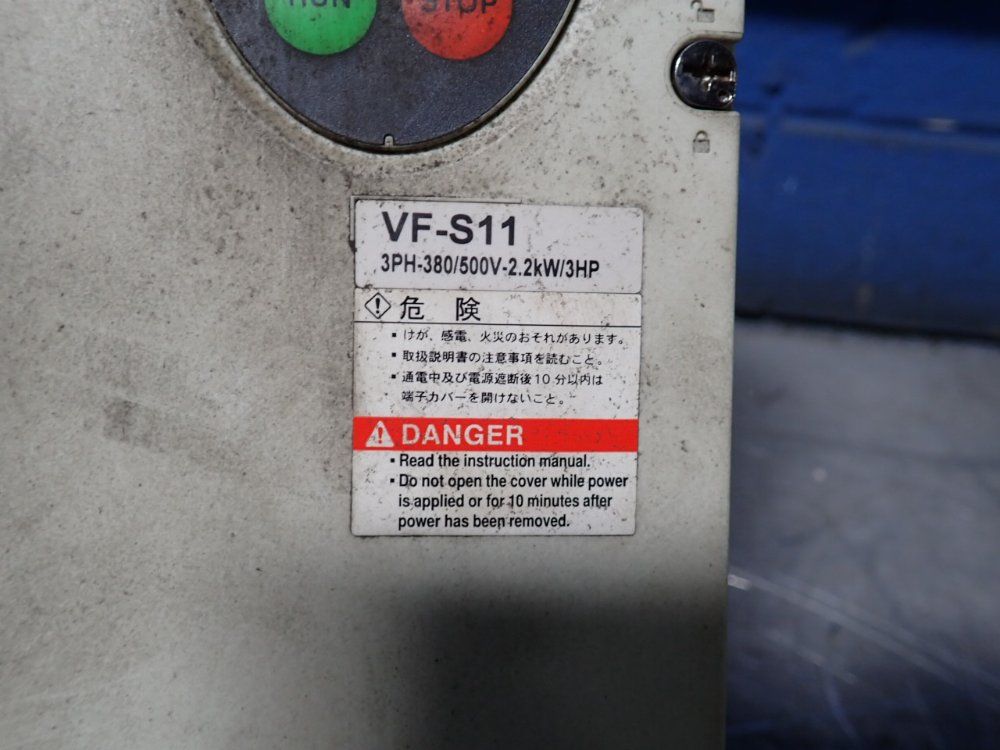 RUN
STOP
VF-S11
3PH-380/500V-2.2kW/3HP
危 険
▪ けが、感電、火災のおそれがあります。
▪ 取扱説明書の注意事項を読むこと。
▪ 通電中及び電源遮断後10分以内は
端子カバーを開けないこと。
DANGER
▪ Read the instruction manual.
▪ Do not open the cover while power
is applied or for 10 minutes after
power has been removed.